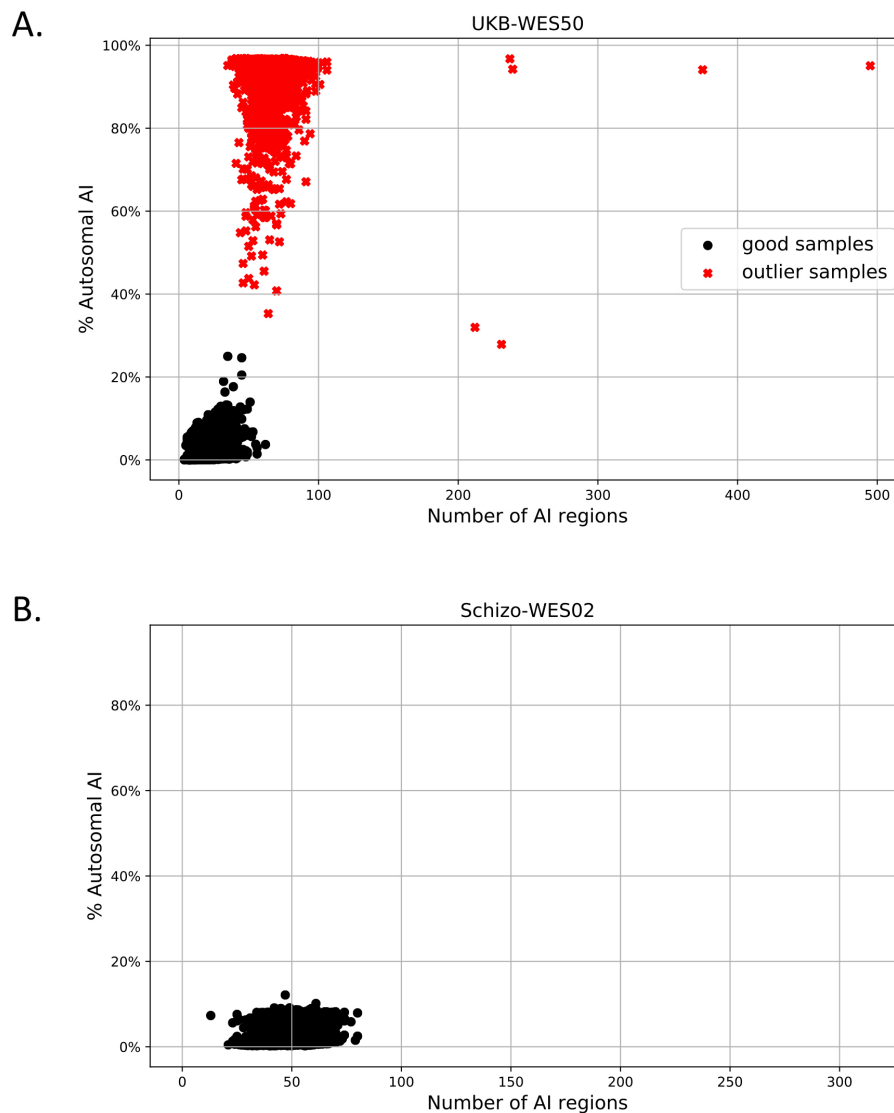 A.
UKB-WES50
100%
80%
60%
40%
20%
0%
% Autosomal AI
good samples
outlier samples
0 100 200 300 400 500
Number of AI regions
B.
Schizo-WES02
80%
60%
40%
20%
0%
% Autosomal AI
0 50 100 150 200 250 300
Number of AI regions